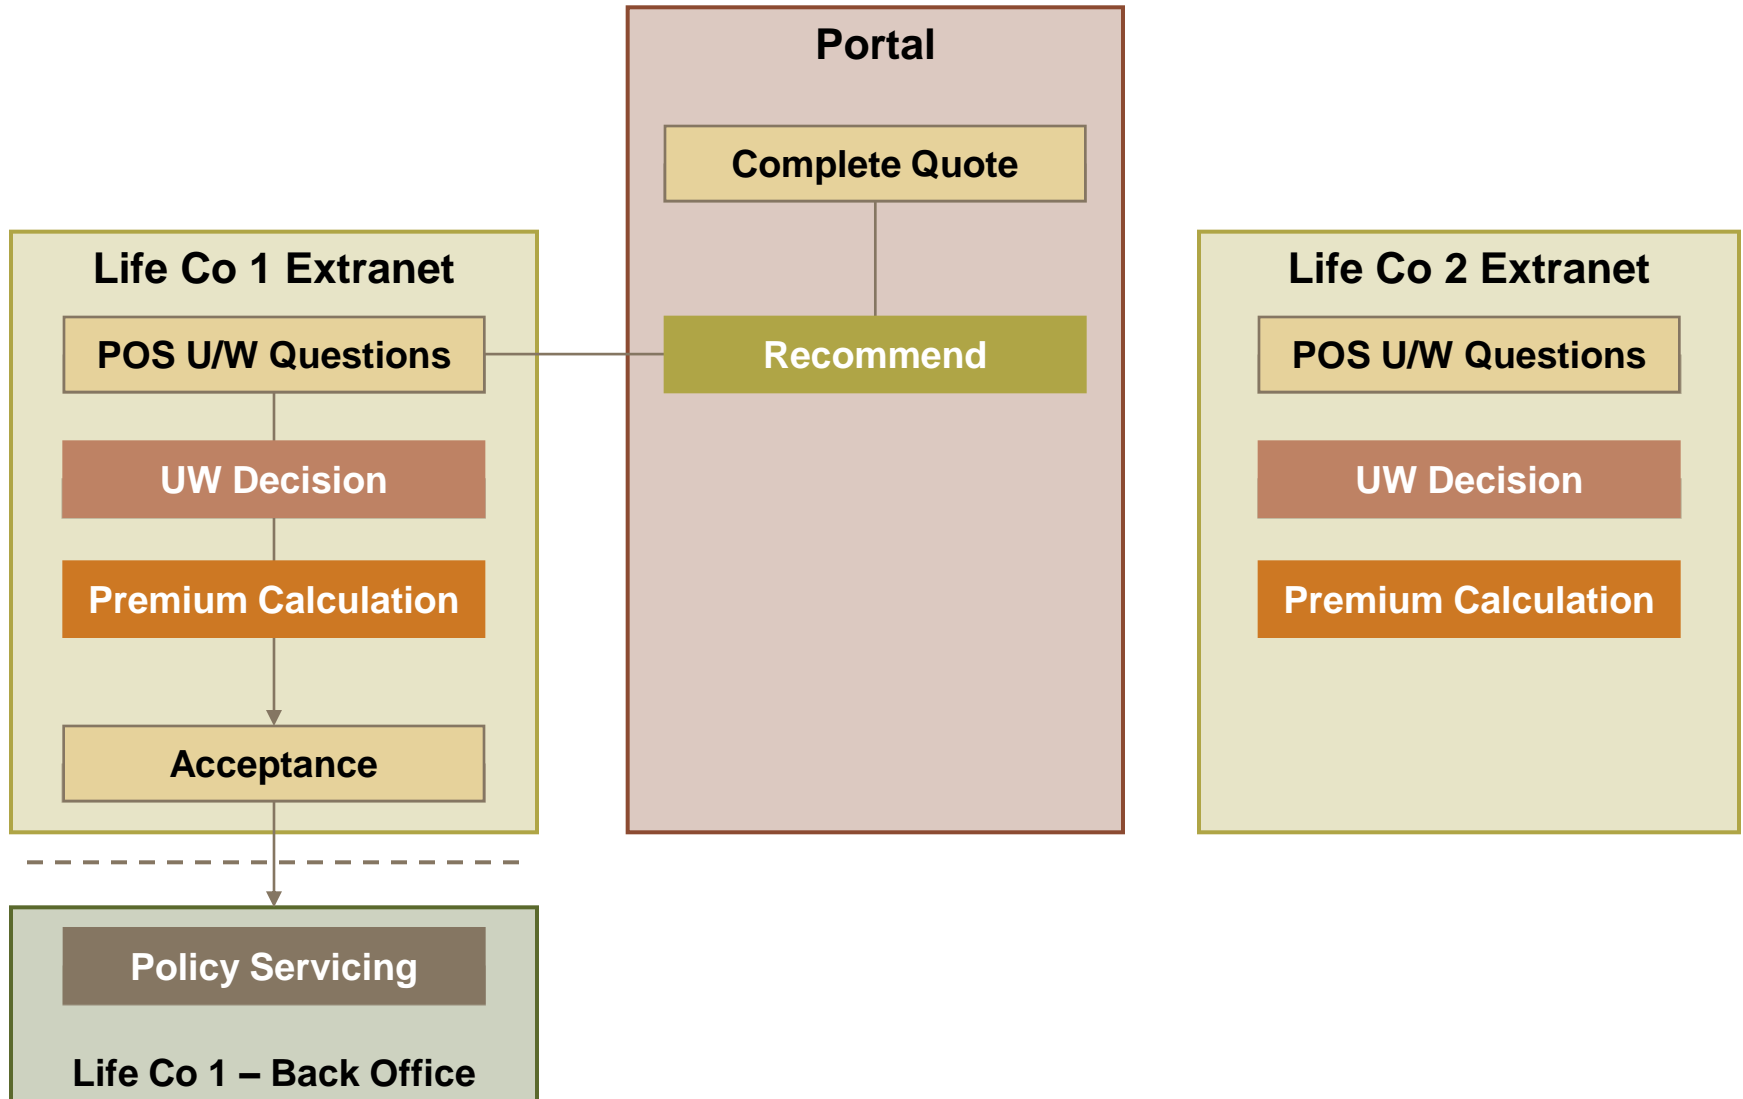 Portal
Complete Quote
Recommend
Life Co 1 Extranet
POS U/W Questions
UW Decision
Premium Calculation
Acceptance
Policy Servicing
Life Co 1 – Back Office
Life Co 2 Extranet
POS U/W Questions
UW Decision
Premium Calculation